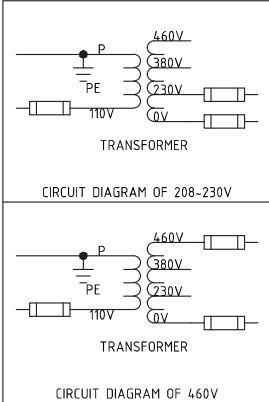 460V
P
380V
PE
230V
110V
0V
TRANSFORMER
CIRCUIT DIAGRAM OF 208~230V
460V
P
380V
PE
230V
110V
0V
TRANSFORMER
CIRCUIT DIAGRAM OF 460V